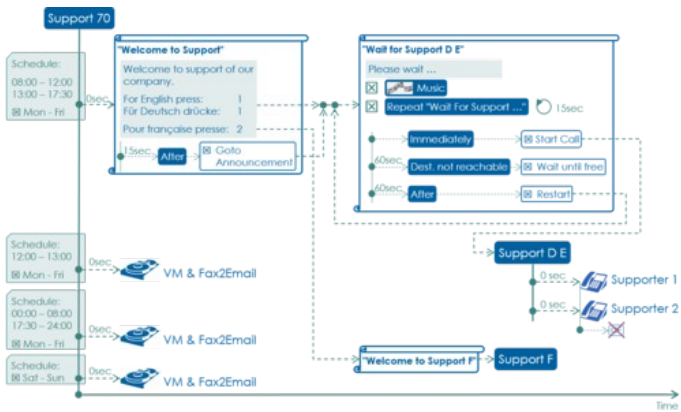 Support 70
Schedule:
08:00 – 12:00
13:00 – 17:30
Mon - Fri
0sec
"Welcome to Support"
Welcome to support of our
company.
For English press: 1
Für Deutsch drücke: 1
Pour française presse: 2
15sec
After
Goto
Announcement
"Wait for Support D E"
Please wait ...
Music
Repeat "Wait For Support ..."
15sec
Immediately
Start Call
60sec
Dest. not reachable
Wait until free
60sec
After
Restart
Schedule:
12:00 – 13:00
Mon - Fri
0sec
VM & Fax2Email
Support D E
0 sec
Supporter 1
0 sec
Supporter 2
Schedule:
00:00 – 08:00
17:30 – 24:00
Mon - Fri
0sec
VM & Fax2Email
"Welcome to Support F"
Support F
Schedule:
Sat - Sun
0sec
VM & Fax2Email
Time